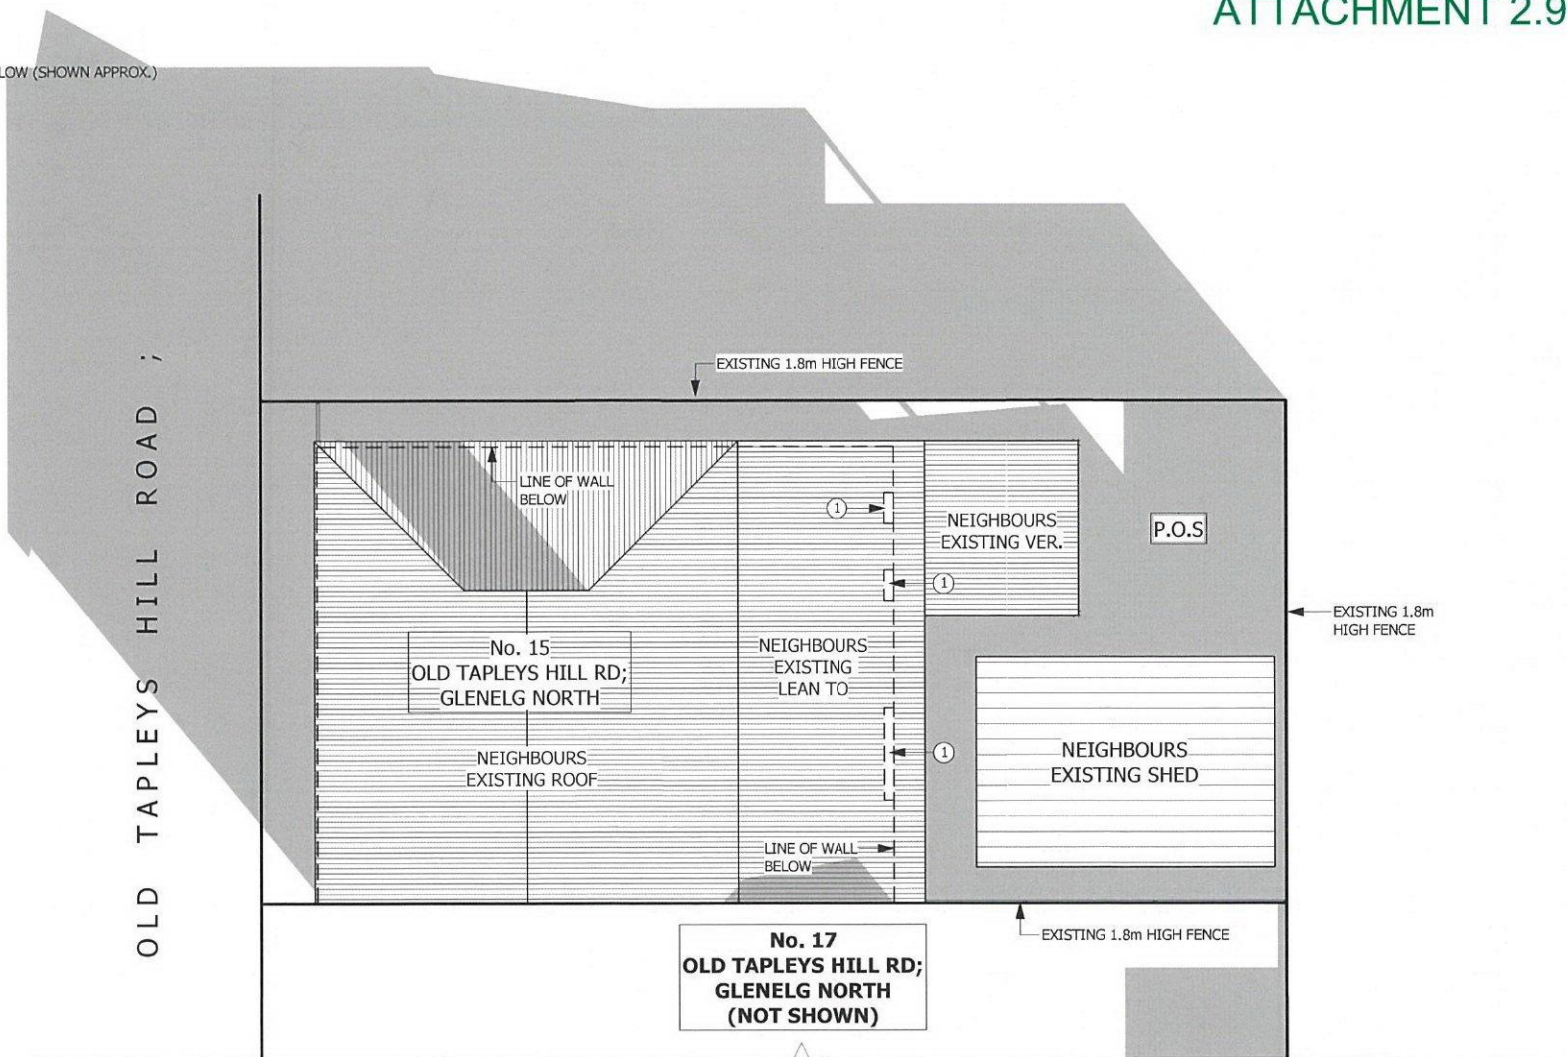 ATTACHMENT 2.9
LOW (SHOWN APPROX.)
EXISTING 1.8m HIGH FENCE
OLD TAPLEYS HILL ROAD ;
LINE OF WALL
BELOW
1
NEIGHBOURS
EXISTING VER.
P.O.S
1
EXISTING 1.8m
HIGH FENCE
No. 15
OLD TAPLEYS HILL RD;
GLENELG NORTH
NEIGHBOURS
EXISTING
LEAN TO
NEIGHBOURS
EXISTING ROOF
1
NEIGHBOURS
EXISTING SHED
LINE OF WALL
BELOW
EXISTING 1.8m HIGH FENCE
No. 17
OLD TAPLEYS HILL RD;
GLENELG NORTH
(NOT SHOWN)